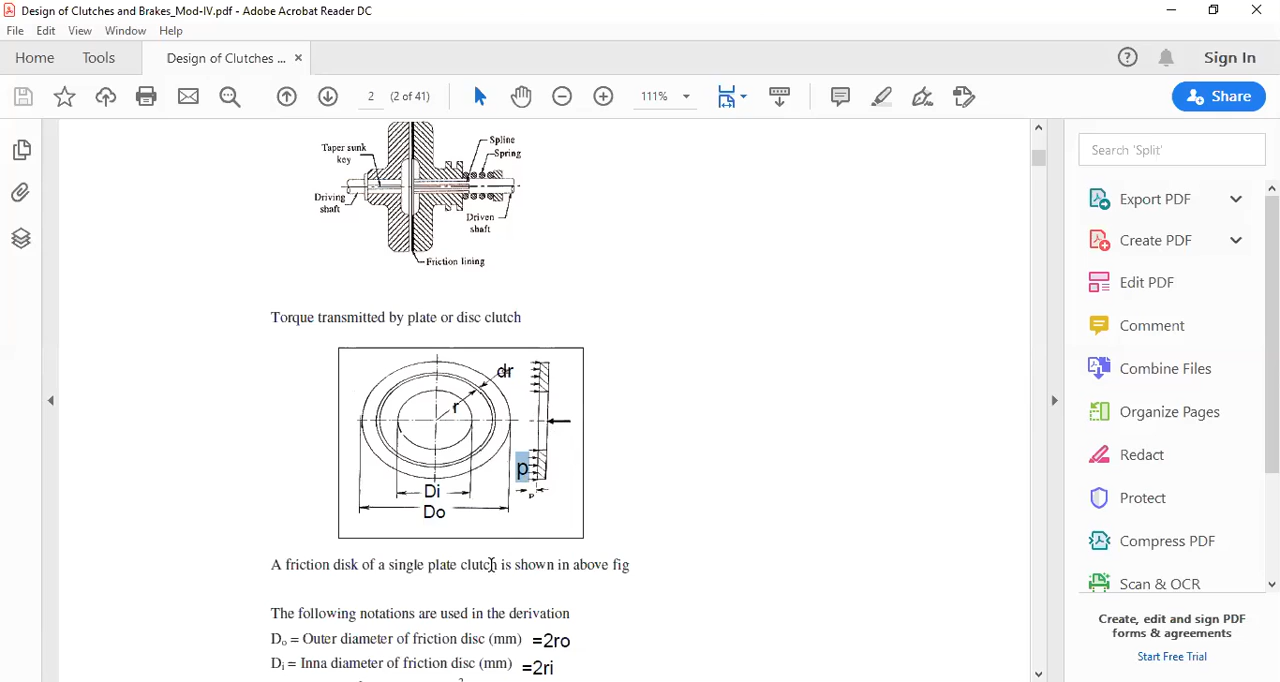 Design of Clutches and Brakes_Mod-IV.pdf - Adobe Acrobat Reader DC
File Edit View Window Help
Home Tools Design of Clutches ... × Sign In
2 (2 of 41) 111% Share
Spline
Taper sunk
key
Spring
Driving
shaft
Driven
shaft
Friction lining
Torque transmitted by plate or disc clutch
dr
r
p
p
Di
Do
A friction disk of a single plate clutch is shown in above fig
The following notations are used in the derivation
Do = Outer diameter of friction disc (mm) =2ro
Di = Inna diameter of friction disc (mm) =2ri
Search 'Split'
Export PDF
Create PDF
Edit PDF
Comment
Combine Files
Organize Pages
Redact
Protect
Compress PDF
Scan & OCR
Create, edit and sign PDF
forms & agreements
Start Free Trial